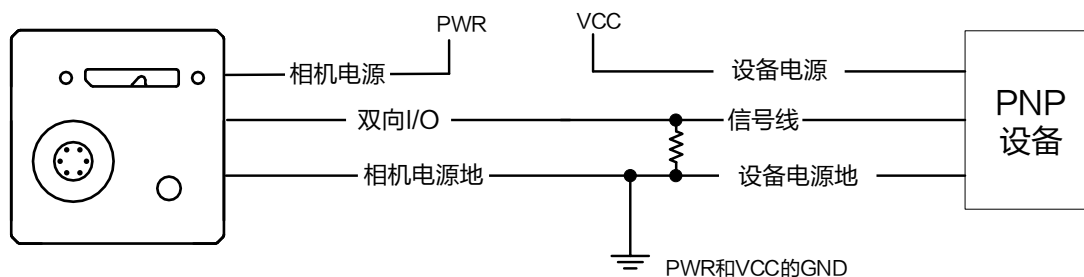 PWR
VCC
相机电源
设备电源
双向I/O
信号线
PNP
设备
相机电源地
设备电源地
PWR和VCC的GND